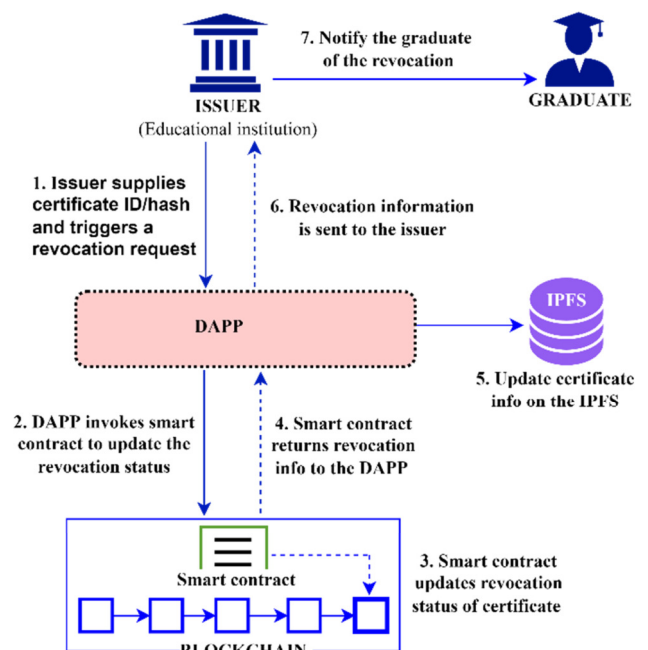 7. Notify the graduate
of the revocation
ISSUER
(Educational institution)
GRADUATE
1. Issuer supplies
certificate ID/hash
and triggers a
revocation request
6. Revocation information
is sent to the issuer
DAPP
IPFS
5. Update certificate
info on the IPFS
2. DAPP invokes smart
contract to update the
revocation status
4. Smart contract
returns revocation
info to the DAPP
Smart contract
3. Smart contract
updates revocation
status of certificate
BLOCKCHAIN